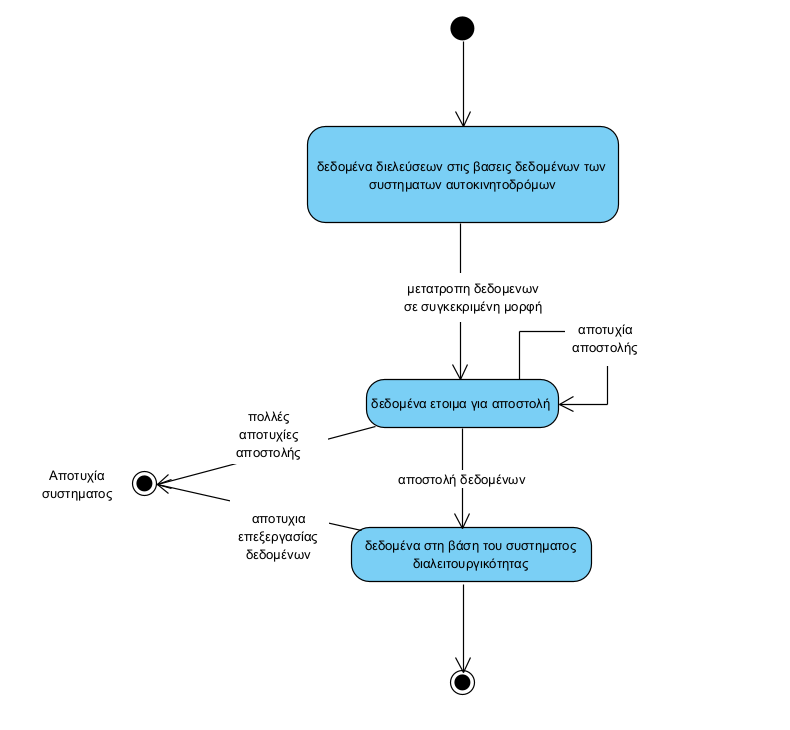 δεδομένα διελεύσεων στις βασεις δεδομένων των
συστηματων αυτοκινητοδρόμων
μετατροπη δεδομενων
σε συγκεκριμένη μορφή
αποτυχία
αποστολής
δεδομένα ετοιμα για αποστολή
πολλές
αποτυχίες
αποστολής
Αποτυχία
συστηματος
αποστολή δεδομένων
αποτυχια
επεξεργασίας
δεδομένων
δεδομένα στη βάση του συστηματος
διαλειτουργικότητας